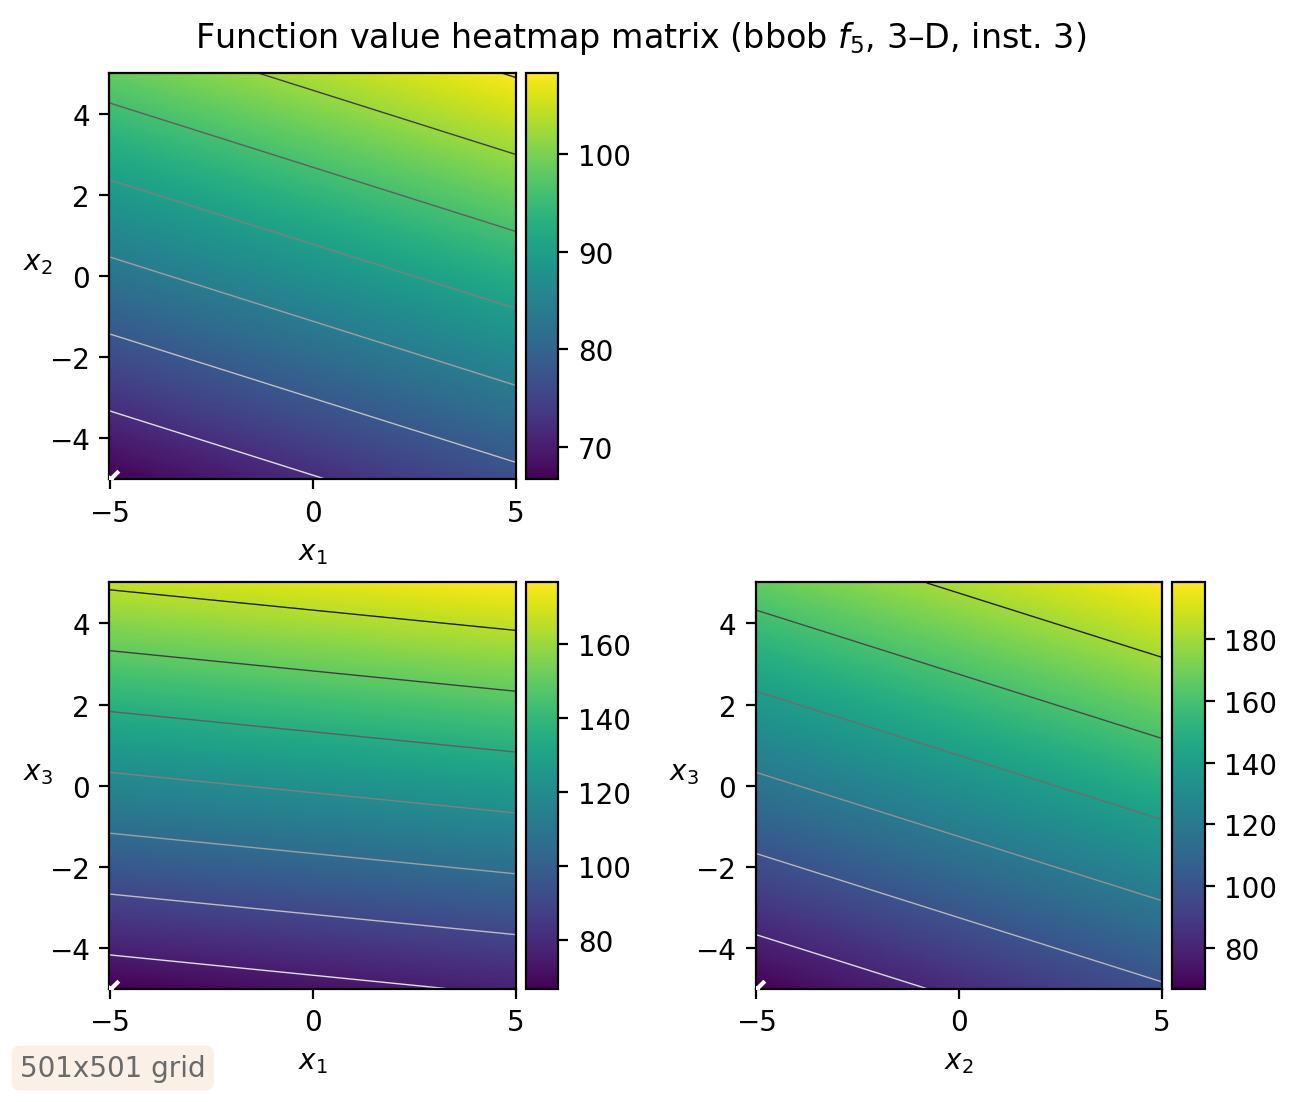 Function value heatmap matrix (bbob f₅, 3–D, inst. 3)
4
2
0
−2
−4
x₂
−5 0 5
x₁
100
90
80
70
4
2
0
−2
−4
x₃
−5 0 5
x₁
160
140
120
100
80
4
2
0
−2
−4
x₃
−5 0 5
x₂
180
160
140
120
100
80
501x501 grid